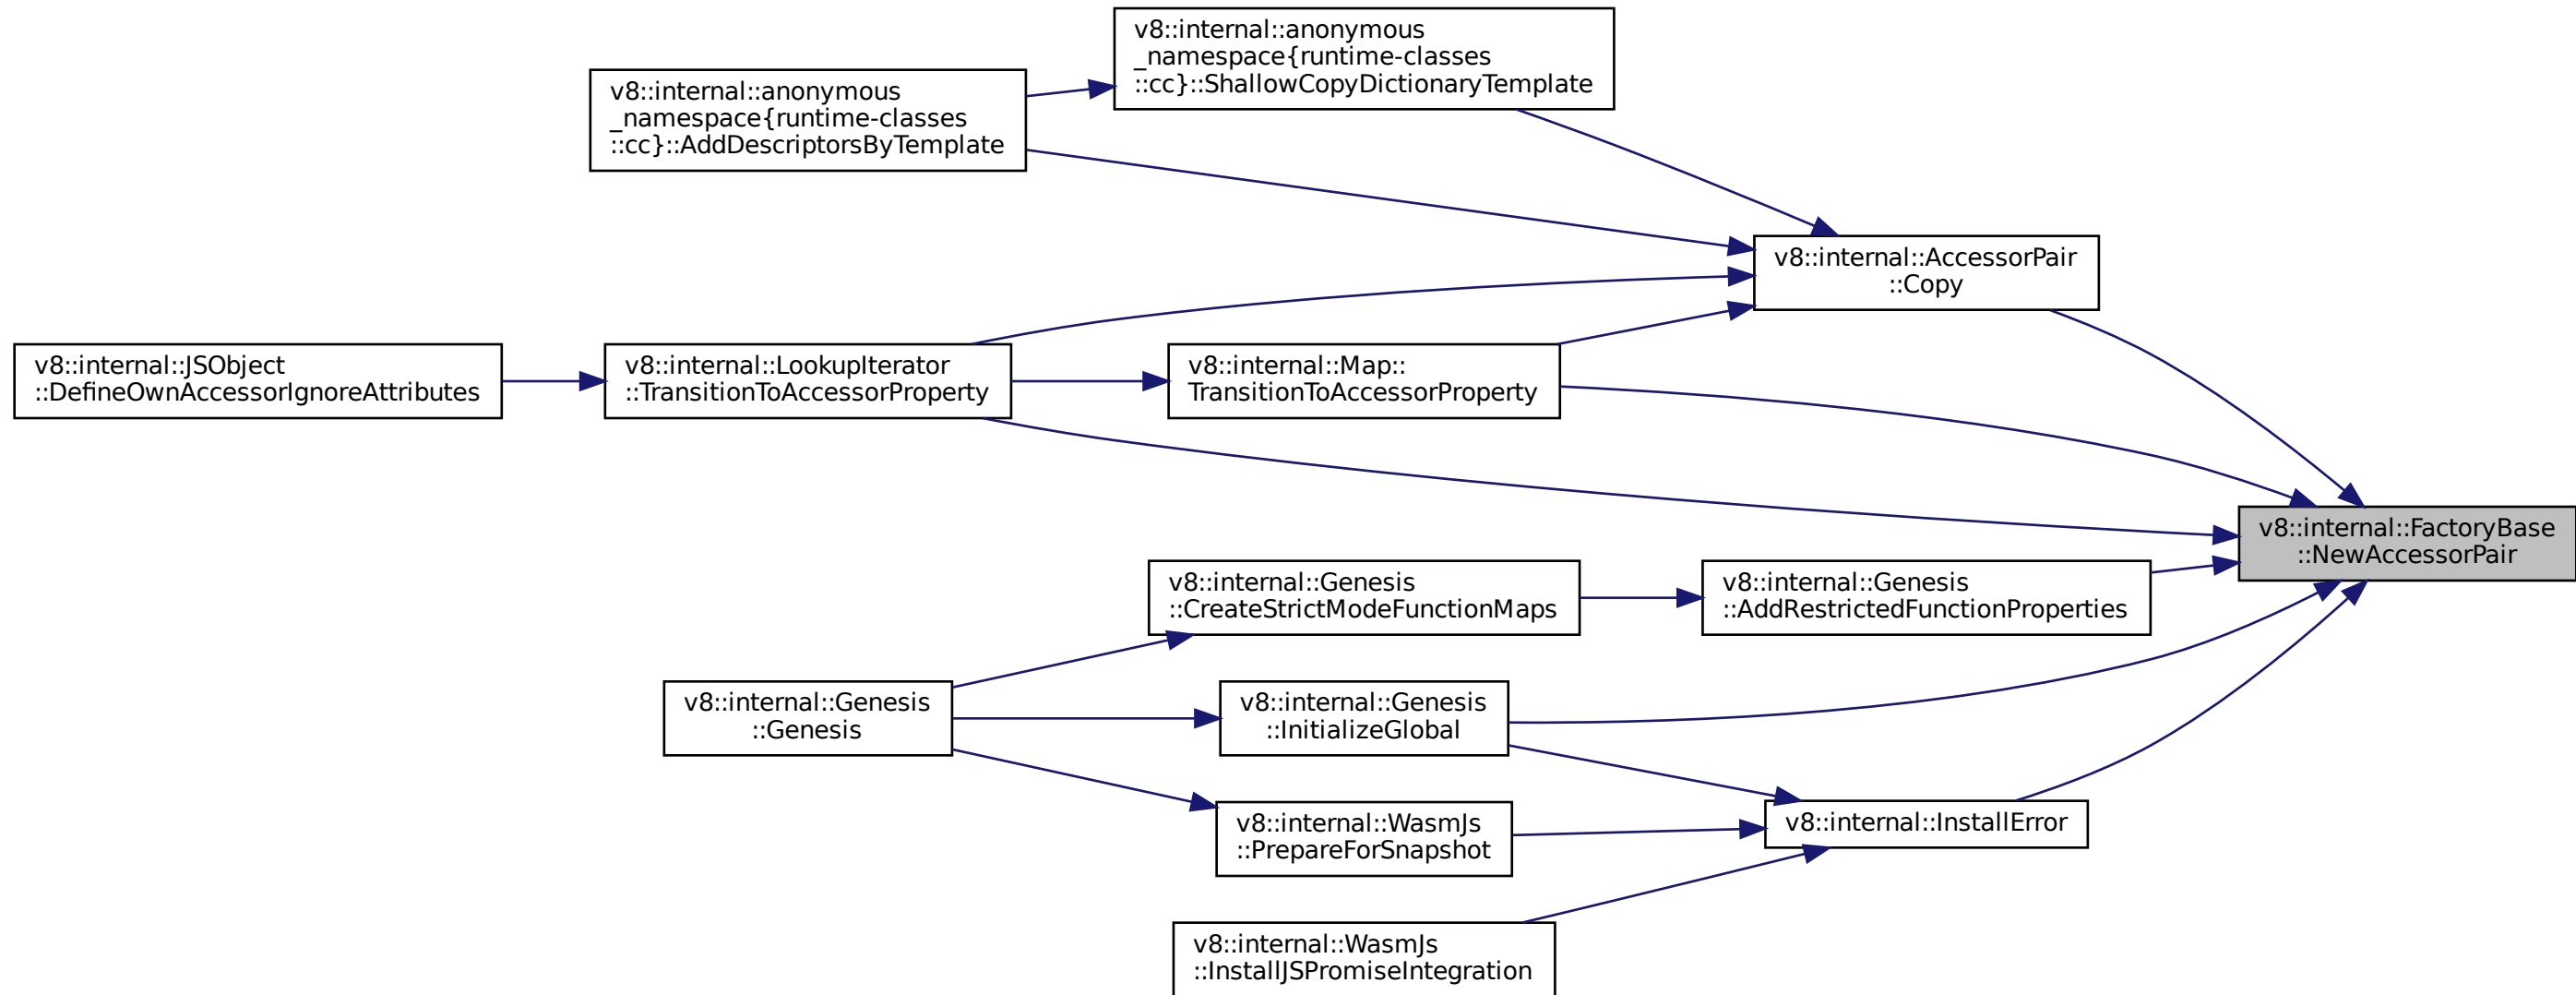 v8::internal::anonymous
_namespace{runtime-classes
::cc}::ShallowCopyDictionaryTemplate
v8::internal::anonymous
_namespace{runtime-classes
::cc}::AddDescriptorsByTemplate
v8::internal::AccessorPair
::Copy
v8::internal::JSObject
::DefineOwnAccessorIgnoreAttributes
v8::internal::LookupIterator
::TransitionToAccessorProperty
v8::internal::Map::
TransitionToAccessorProperty
v8::internal::FactoryBase
::NewAccessorPair
v8::internal::Genesis
::CreateStrictModeFunctionMaps
v8::internal::Genesis
::AddRestrictedFunctionProperties
v8::internal::Genesis
::Genesis
v8::internal::Genesis
::InitializeGlobal
v8::internal::WasmJs
::PrepareForSnapshot
v8::internal::InstallError
v8::internal::WasmJs
::InstallJSPromiseIntegration